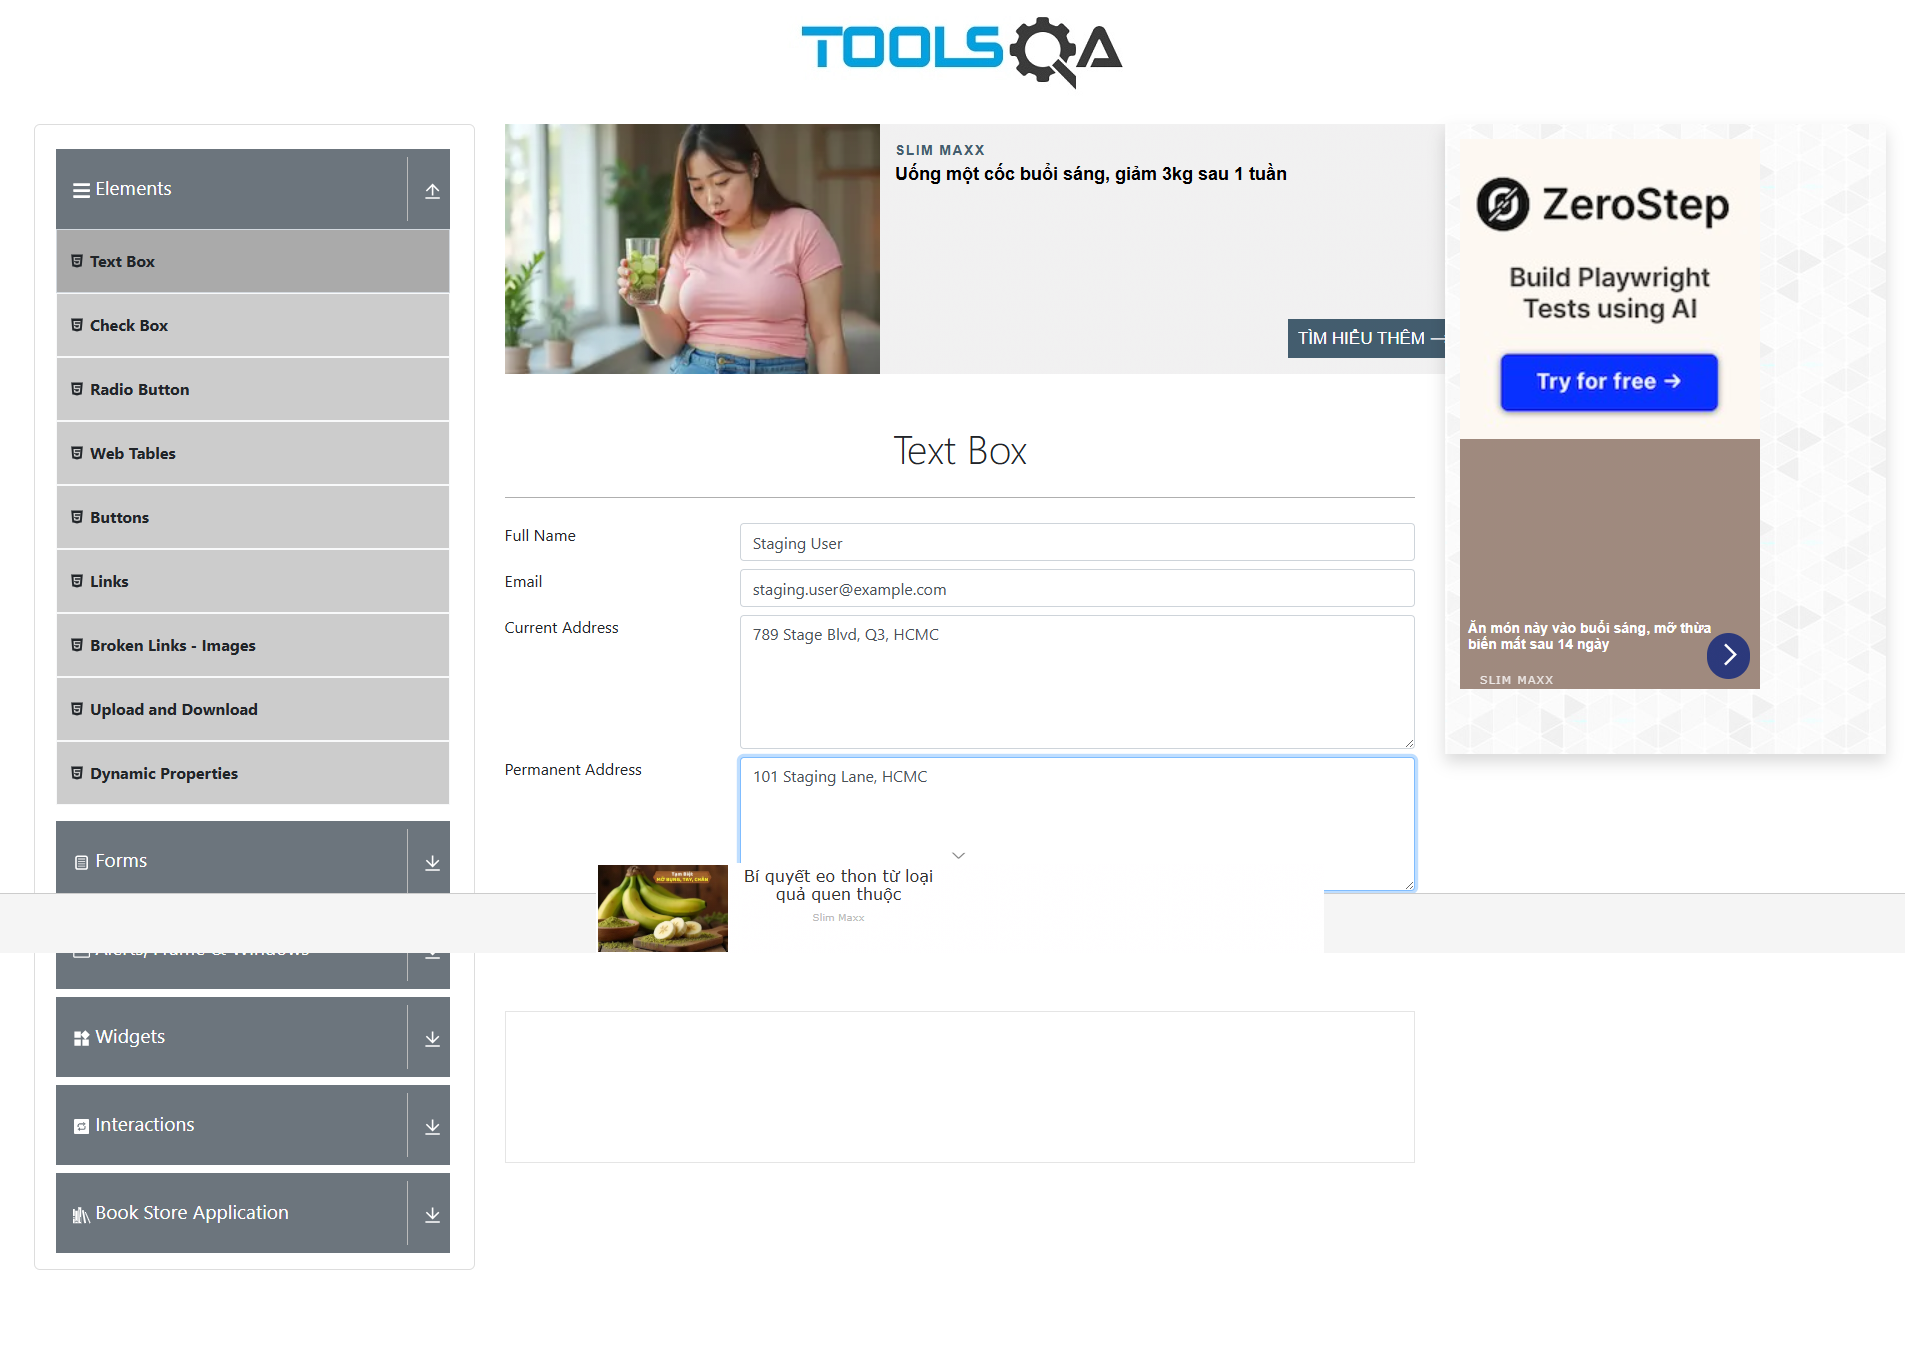 TOOLSQA
Elements
Text Box
Check Box
Radio Button
Web Tables
Buttons
Links
Broken Links - Images
Upload and Download
Dynamic Properties
Forms
Alerts, Frame & Windows
Widgets
Interactions
Book Store Application
SLIM MAXX
Uống một cốc buổi sáng, giảm 3kg sau 1 tuần
TÌM HIỂU THÊM
Text Box
Full Name
Staging User
Email
staging.user@example.com
Current Address
789 Stage Blvd, Q3, HCMC
Permanent Address
101 Staging Lane, HCMC
Bí quyết eo thon từ loại
quả quen thuộc
Slim Maxx
ZeroStep
Build Playwright
Tests using AI
Try for free →
Ăn món này vào buổi sáng, mỡ thừa
biến mất sau 14 ngày
SLIM MAXX